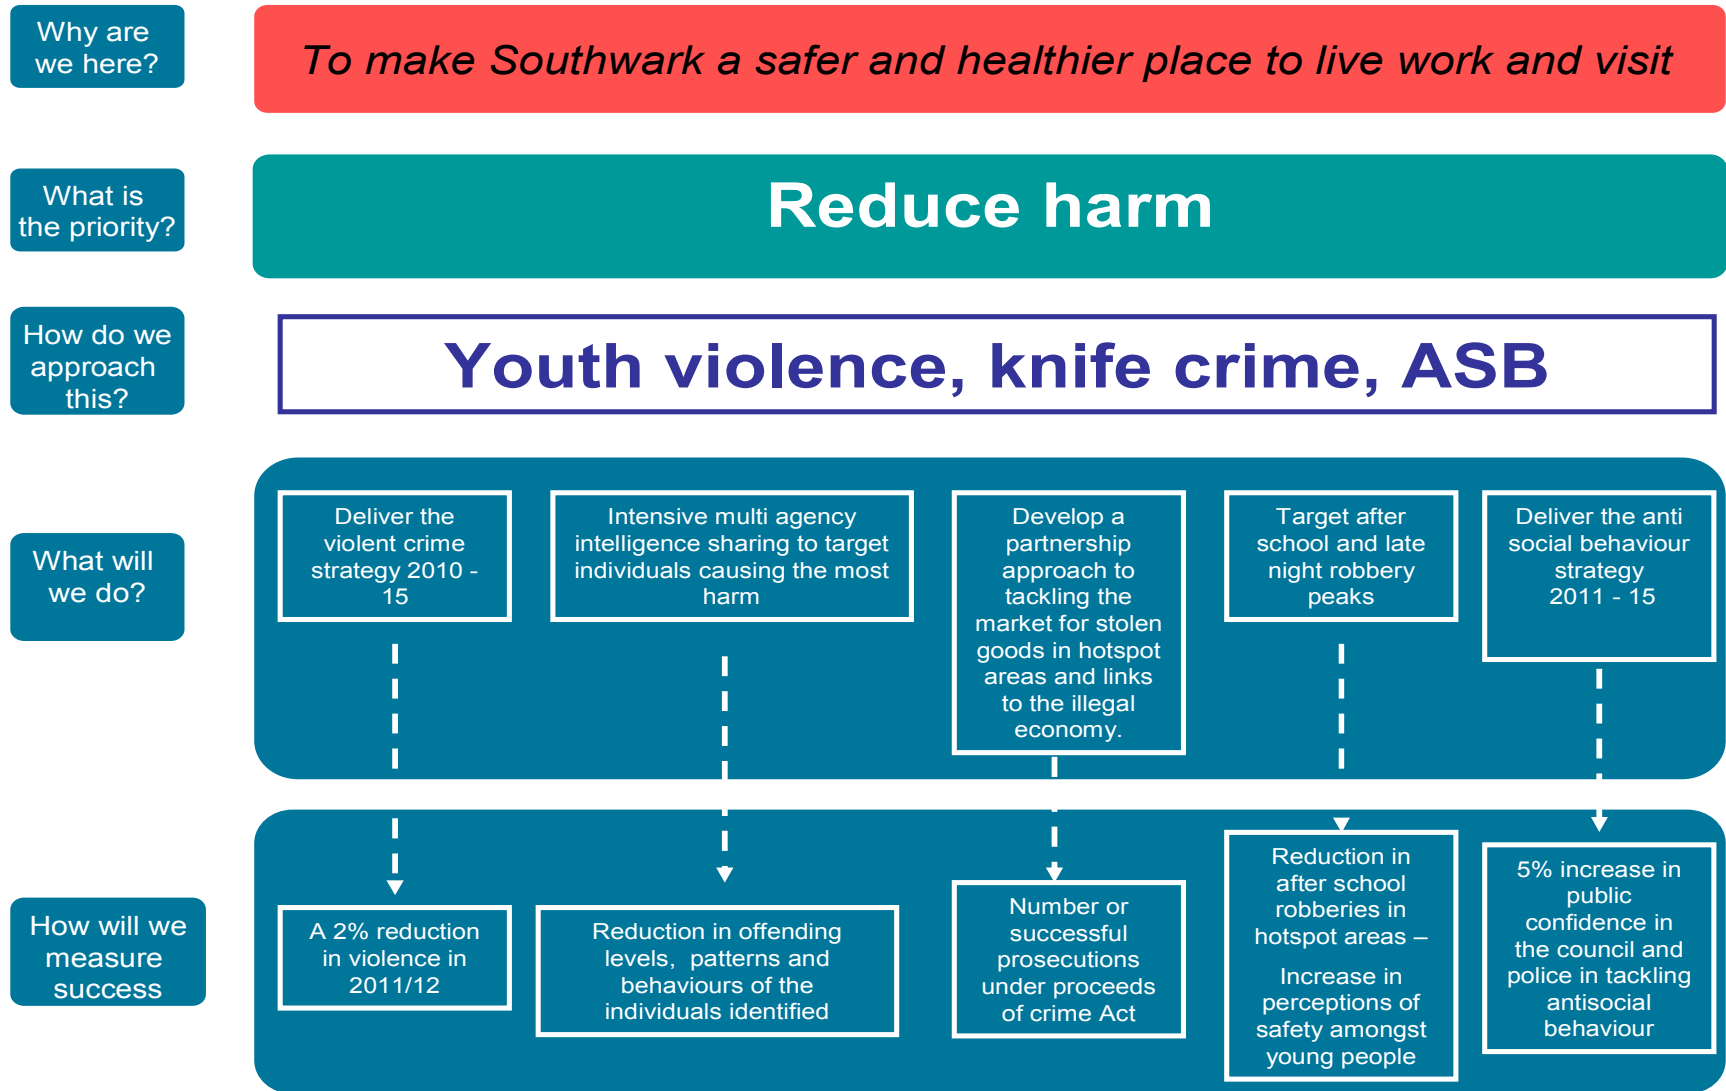 Why are
we here?
To make Southwark a safer and healthier place to live work and visit
What is
the priority?
Reduce harm
How do we
approach
this?
Youth violence, knife crime, ASB
What will
we do?
Deliver the
violent crime
strategy 2010 -
15
Intensive multi agency
intelligence sharing to target
individuals causing the most
harm
Develop a
partnership
approach to
tackling the
market for stolen
goods in hotspot
areas and links
to the illegal
economy.
Target after
school and late
night robbery
peaks
Deliver the anti
social behaviour
strategy
2011 - 15
How will we
measure
success
A 2% reduction
in violence in
2011/12
Reduction in offending
levels, patterns and
behaviours of the
individuals identified
Number or
successful
prosecutions
under proceeds
of crime Act
Reduction in
after school
robberies in
hotspot areas –
Increase in
perceptions of
safety amongst
young people
5% increase in
public
confidence in
the council and
police in tackling
antisocial
behaviour